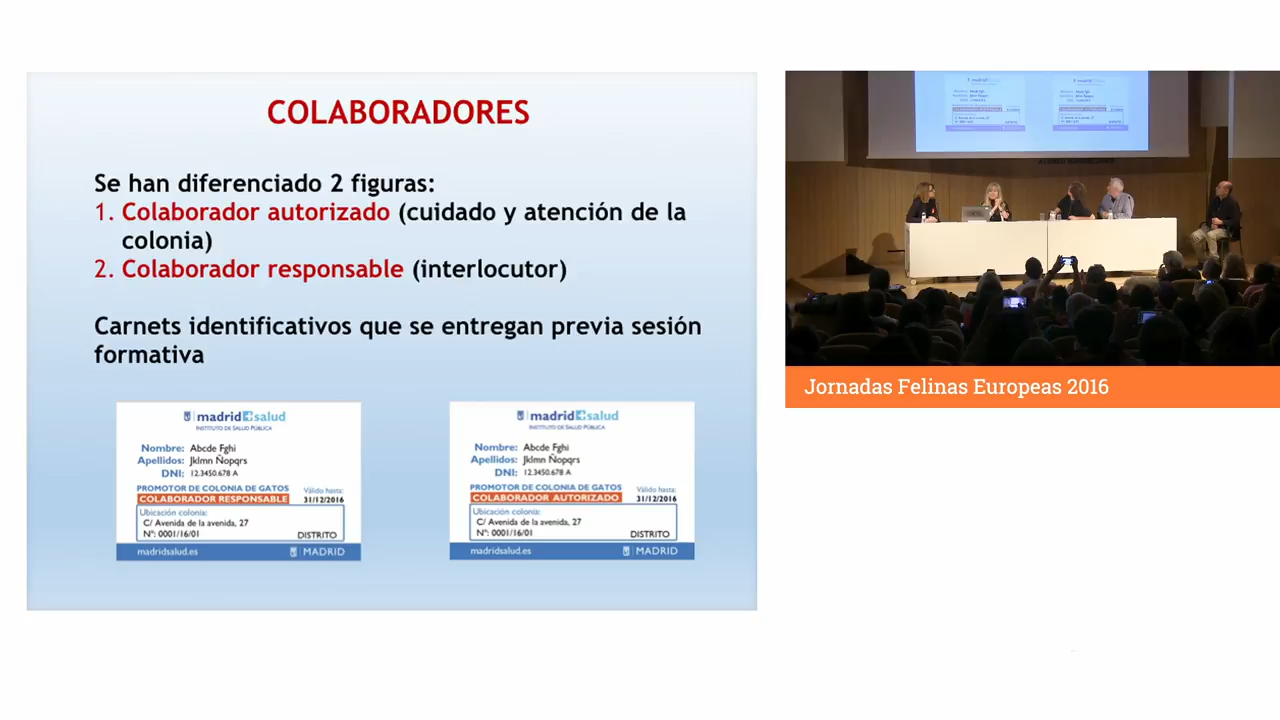 COLABORADORES
Se han diferenciado 2 figuras:
1. Colaborador autorizado (cuidado y atención de la
colonia)
2. Colaborador responsable (interlocutor)
Carnets identificativos que se entregan previa sesión
formativa
madrid salud
INSTITUTO DE SALUD PÚBLICA
Nombre: Abcde Fghi
Apellidos: Jklmn Ñopqrs
DNI: 12.3450.678 A
PROMOTOR DE COLONIA DE GATOS
Válido hasta:
COLABORADOR RESPONSABLE
31/12/2016
Ubicación colonia:
C/ Avenida de la avenida, 27
Nº: 0001/16/01
DISTRITO
madridsalud.es
MADRID
madrid salud
INSTITUTO DE SALUD PÚBLICA
Nombre: Abcde Fghi
Apellidos: Jklmn Ñopqrs
DNI: 12.3450.678 A
PROMOTOR DE COLONIA DE GATOS
Válido hasta:
COLABORADOR AUTORIZADO
31/12/2016
Ubicación colonia:
C/ Avenida de la avenida, 27
Nº: 0001/16/01
DISTRITO
madridsalud.es
MADRID
Jornadas Felinas Europeas 2016